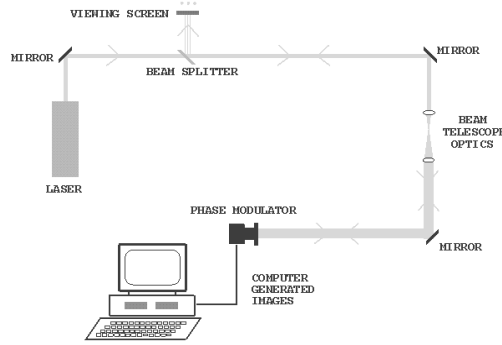 VIEWING SCREEN
MIRROR
MIRROR
BEAM SPLITTER
BEAM
TELESCOPE
OPTICS
LASER
PHASE MODULATOR
MIRROR
COMPUTER
GENERATED
IMAGES